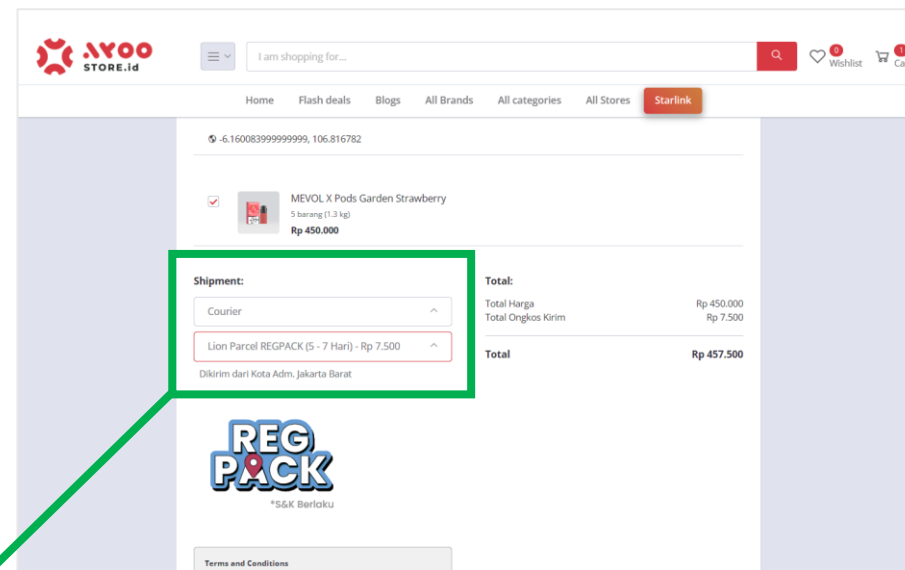 AYOO
STORE.id
I am shopping for...
0
Wishlist
1
Ca
Home Flash deals Blogs All Brands All categories All Stores Starlink
-6.160083999999999, 106.816782
MEVOL X Pods Garden Strawberry
5 barang (1.3 kg)
Rp 450.000
Shipment:
Courier
Lion Parcel REGPACK (5 - 7 Hari) - Rp 7.500
Dikirim dari Kota Adm. Jakarta Barat
Total:
Total Harga Rp 450.000
Total Ongkos Kirim Rp 7.500
Total Rp 457.500
REG
PACK
*S&K Berlaku
Terms and Conditions